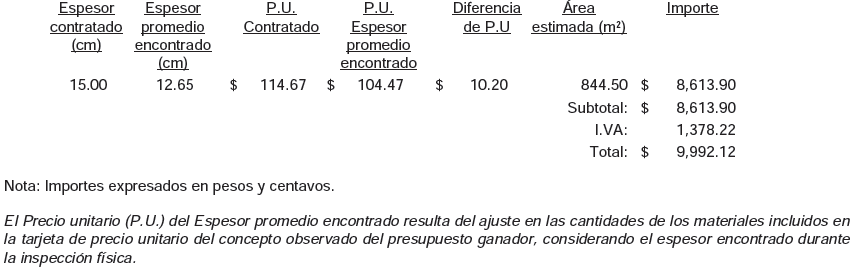 Espesor Espesor P.U. P.U. Diferencia Área Importe
contratado promedio Contratado Espesor de P.U estimada (m²)
(cm) encontrado promedio
(cm) encontrado
15.00 12.65 $ 114.67 $ 104.47 $ 10.20 844.50 $ 8,613.90
Subtotal: $ 8,613.90
I.VA: 1,378.22
Total: $ 9,992.12
Nota: Importes expresados en pesos y centavos.
El Precio unitario (P.U.) del Espesor promedio encontrado resulta del ajuste en las cantidades de los materiales incluidos en
la tarjeta de precio unitario del concepto observado del presupuesto ganador, considerando el espesor encontrado durante
la inspección física.